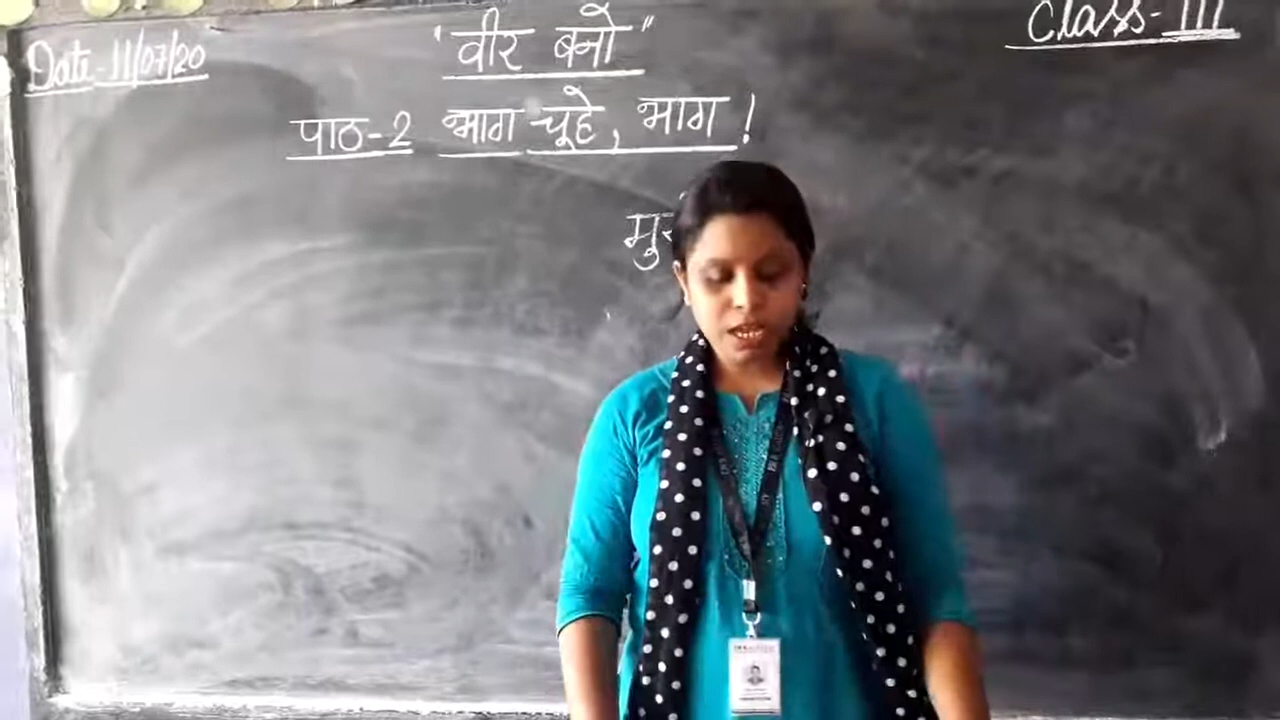 Date-11/07/20
"वीर बनो"
Class-III
पाठ-2 भाग चूहे, भाग!